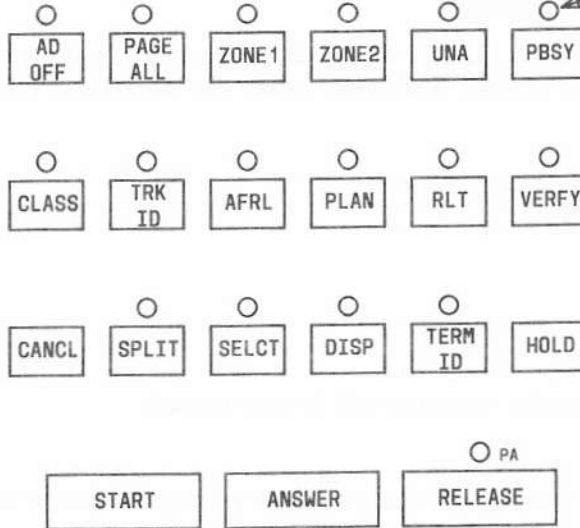 AD
OFF
PAGE
ALL
ZONE1
ZONE2
UNA
PBSY
CLASS
TRK
ID
AFRL
PLAN
RLT
VERFY
CANCL
SPLIT
SELCT
DISP
TERM
ID
HOLD
PA
START
ANSWER
RELEASE